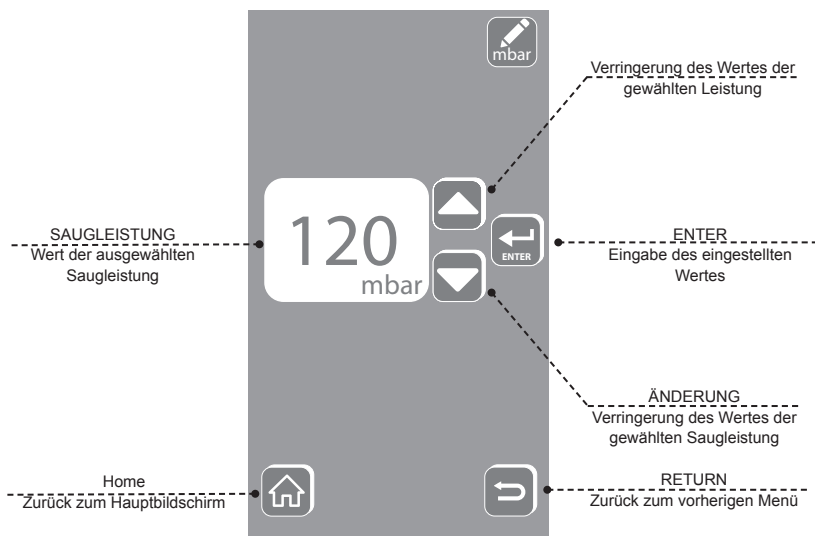 mbar
Verringerung des Wertes der
gewählten Leistung
120
mbar
SAUGLEISTUNG
Wert der ausgewählten
Saugleistung
ENTER
ENTER
Eingabe des eingestellten
Wertes
ÄNDERUNG
Verringerung des Wertes der
gewählten Saugleistung
Home
Zurück zum Hauptbildschirm
RETURN
Zurück zum vorherigen Menü